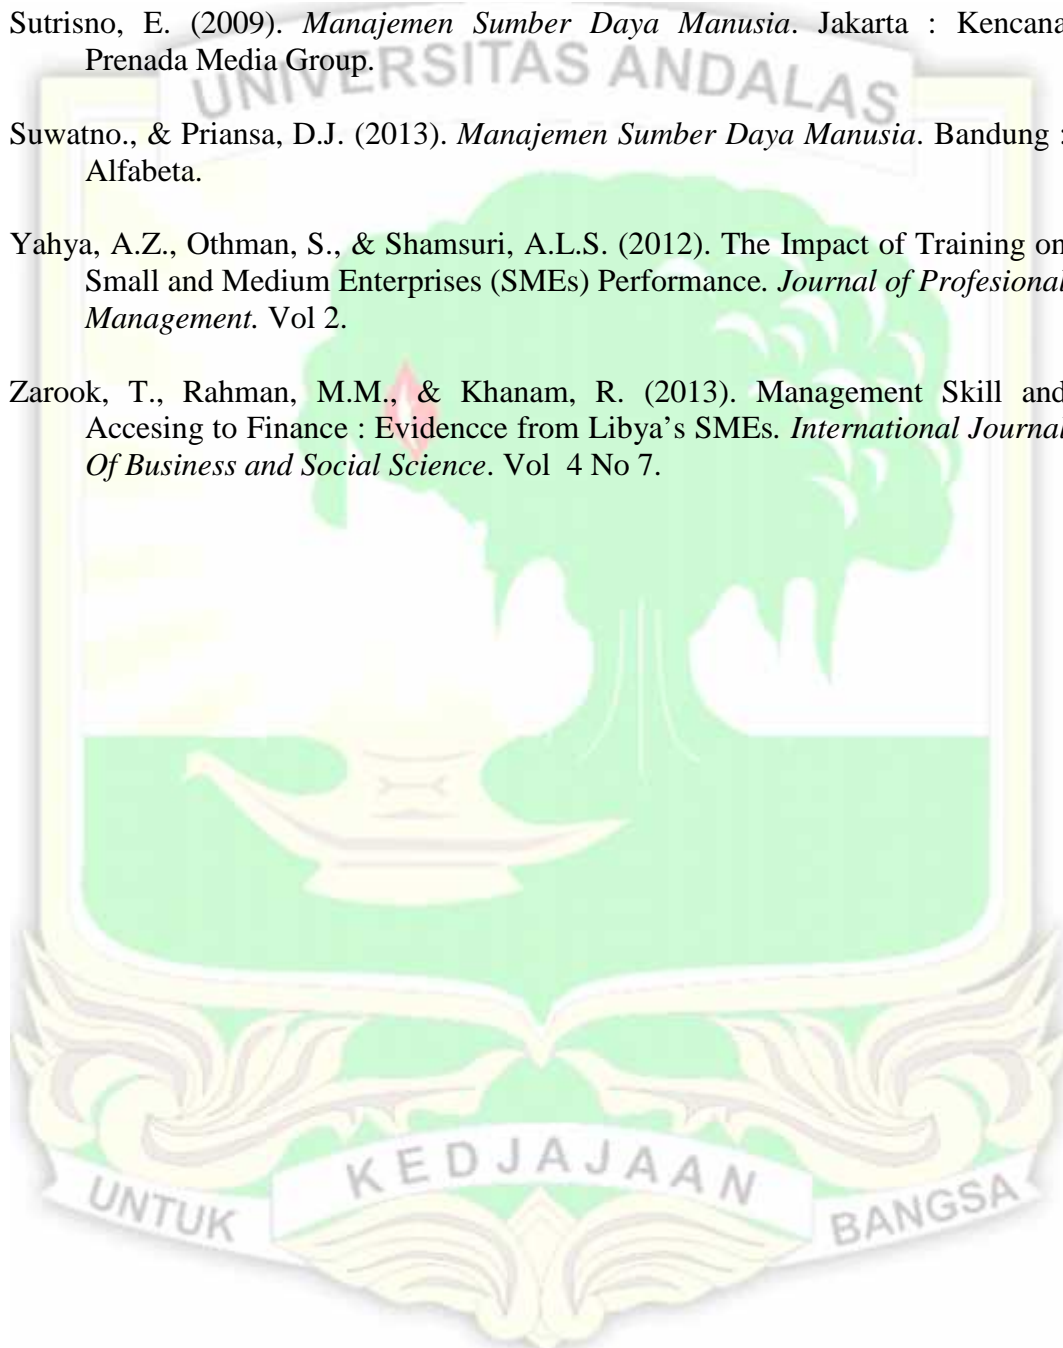 Sutrisno, E. (2009). Manajemen Sumber Daya Manusia. Jakarta : Kencana
Prenada Media Group.
UNIVERSITAS ANDALAS
Suwatno., & Priansa, D.J. (2013). Manajemen Sumber Daya Manusia. Bandung :
Alfabeta.
Yahya, A.Z., Othman, S., & Shamsuri, A.L.S. (2012). The Impact of Training on
Small and Medium Enterprises (SMEs) Performance. Journal of Profesional
Management. Vol 2.
Zarook, T., Rahman, M.M., & Khanam, R. (2013). Management Skill and
Accesing to Finance : Evidencce from Libya’s SMEs. International Journal
Of Business and Social Science. Vol 4 No 7.
UNTUK KEDJAJAAN BANGSA